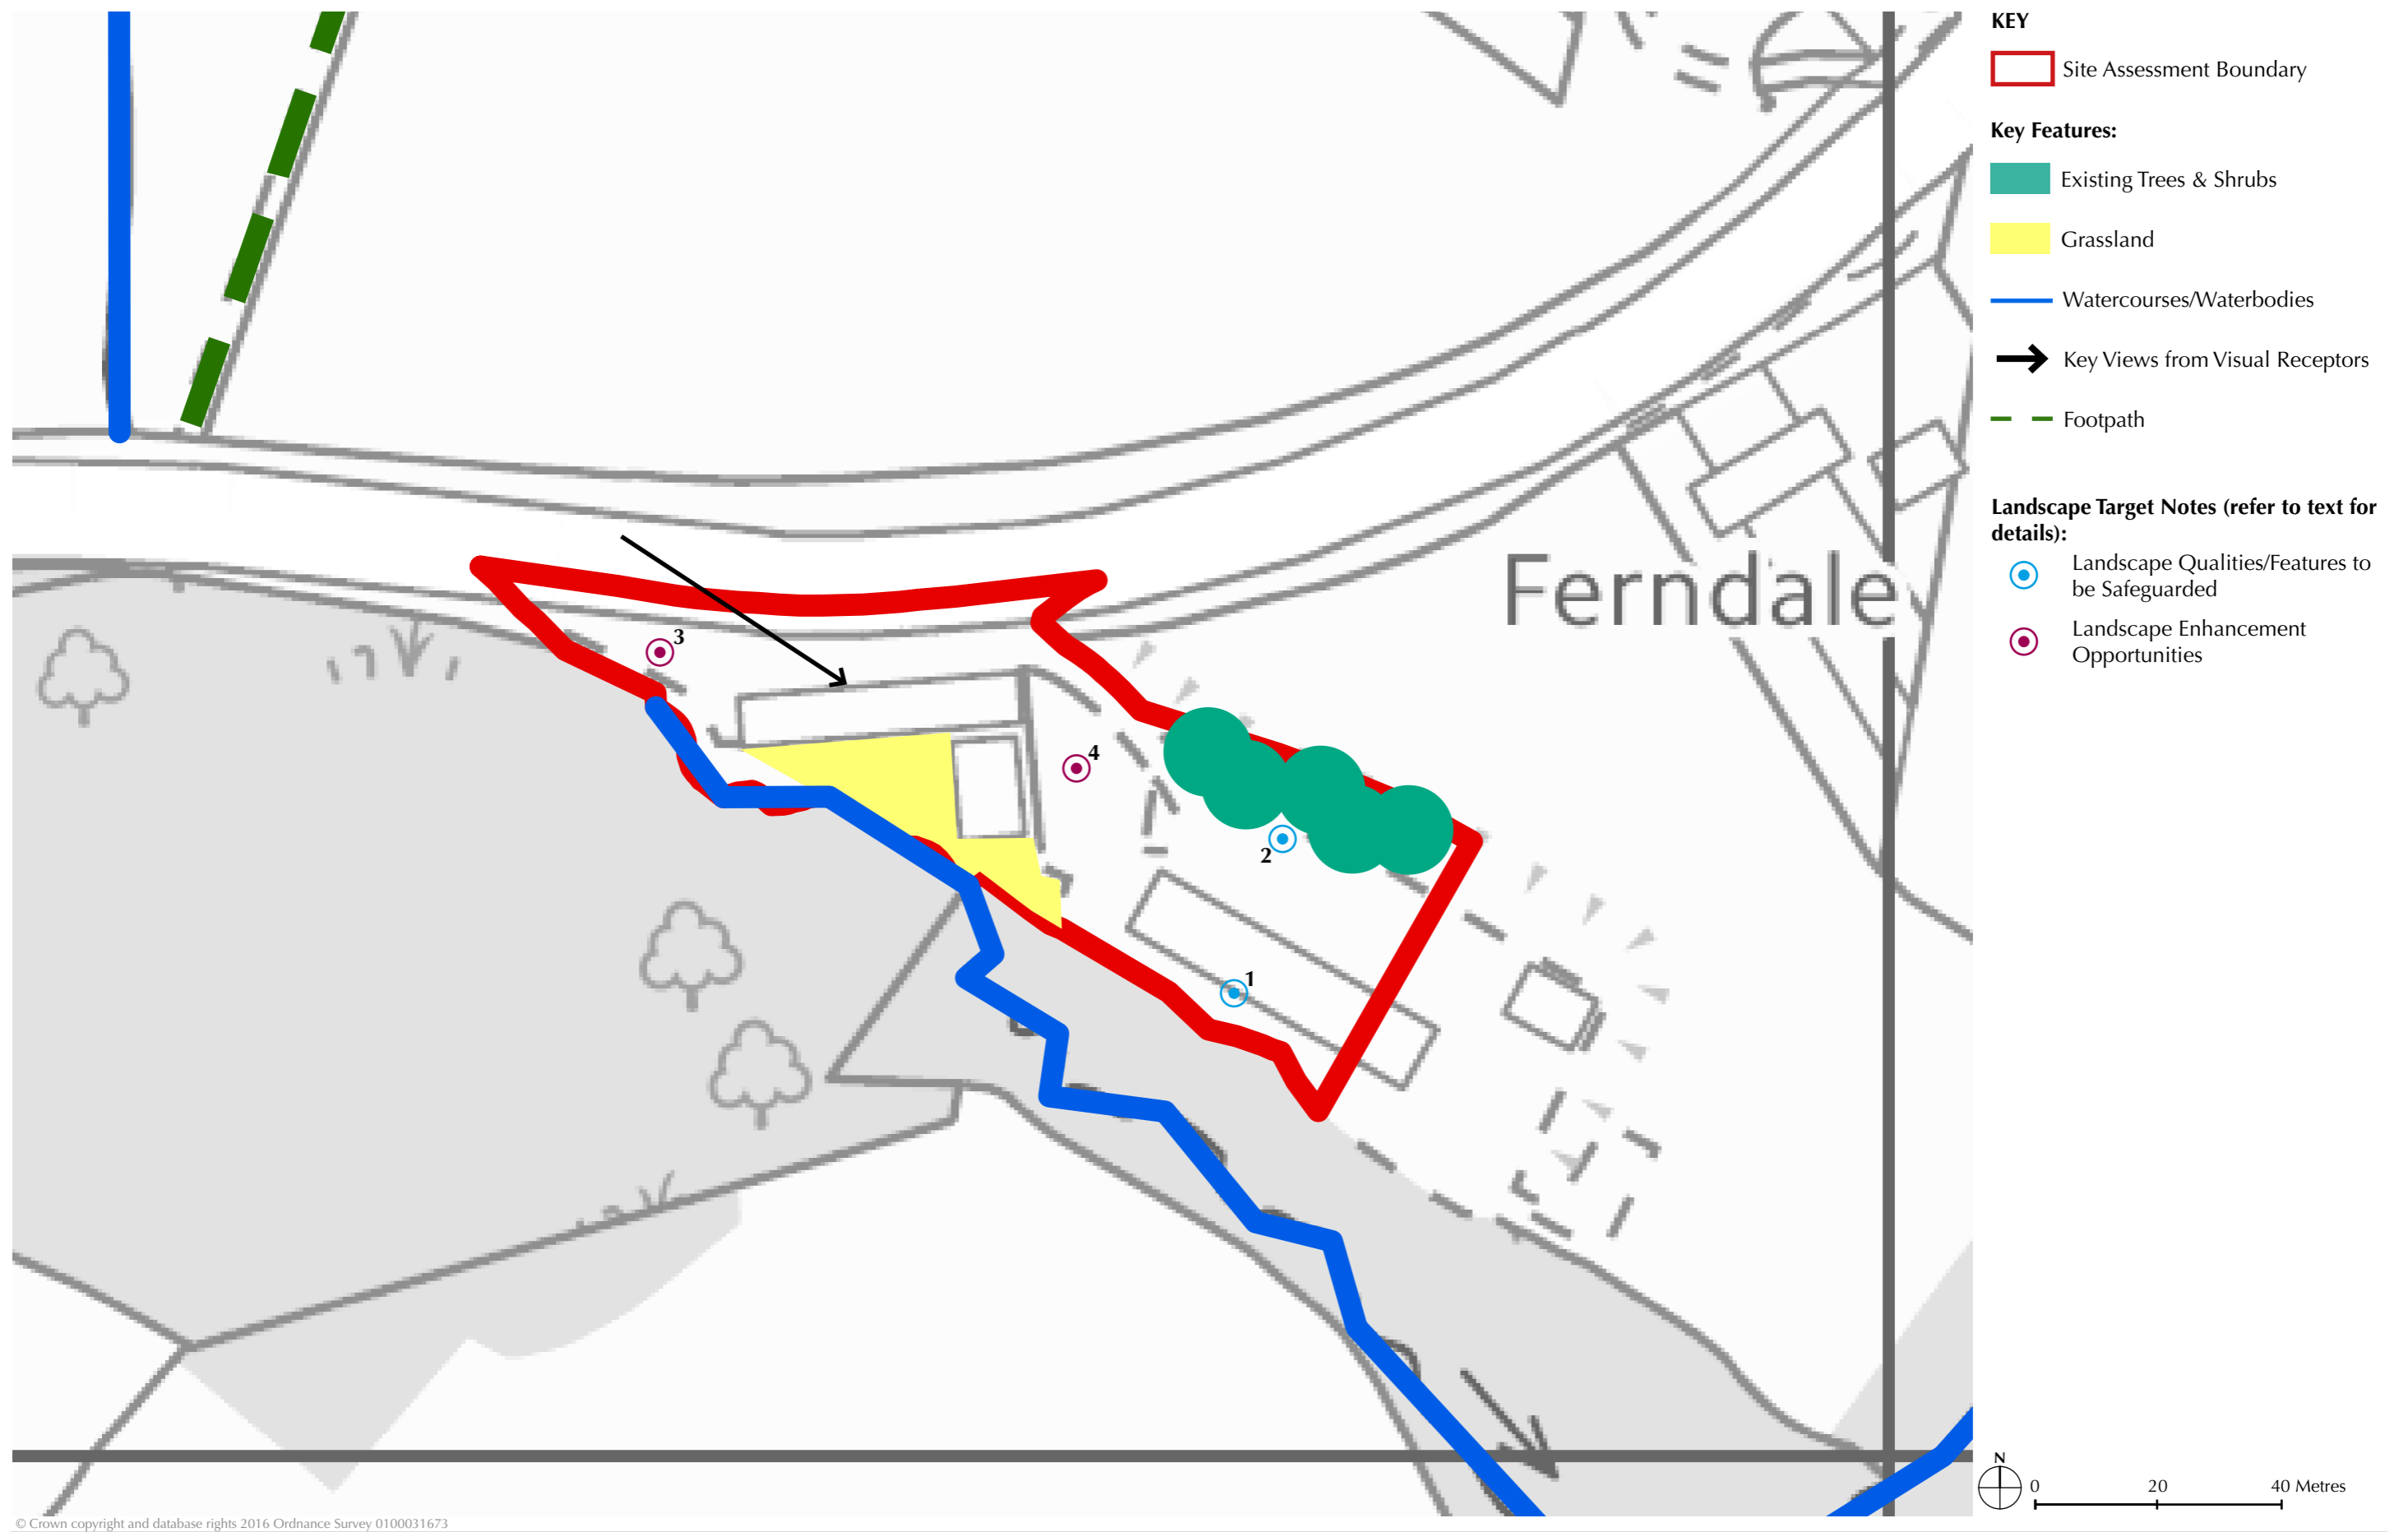 KEY
Site Assessment Boundary
Key Features:
Existing Trees & Shrubs
Grassland
Watercourses/Waterbodies
Key Views from Visual Receptors
Footpath
Landscape Target Notes (refer to text for
details):
Landscape Qualities/Features to
be Safeguarded
Landscape Enhancement
Opportunities
Ferndale
3
4
2
1
N
0 20 40 Metres
© Crown copyright and database rights 2016 Ordnance Survey 0100031673